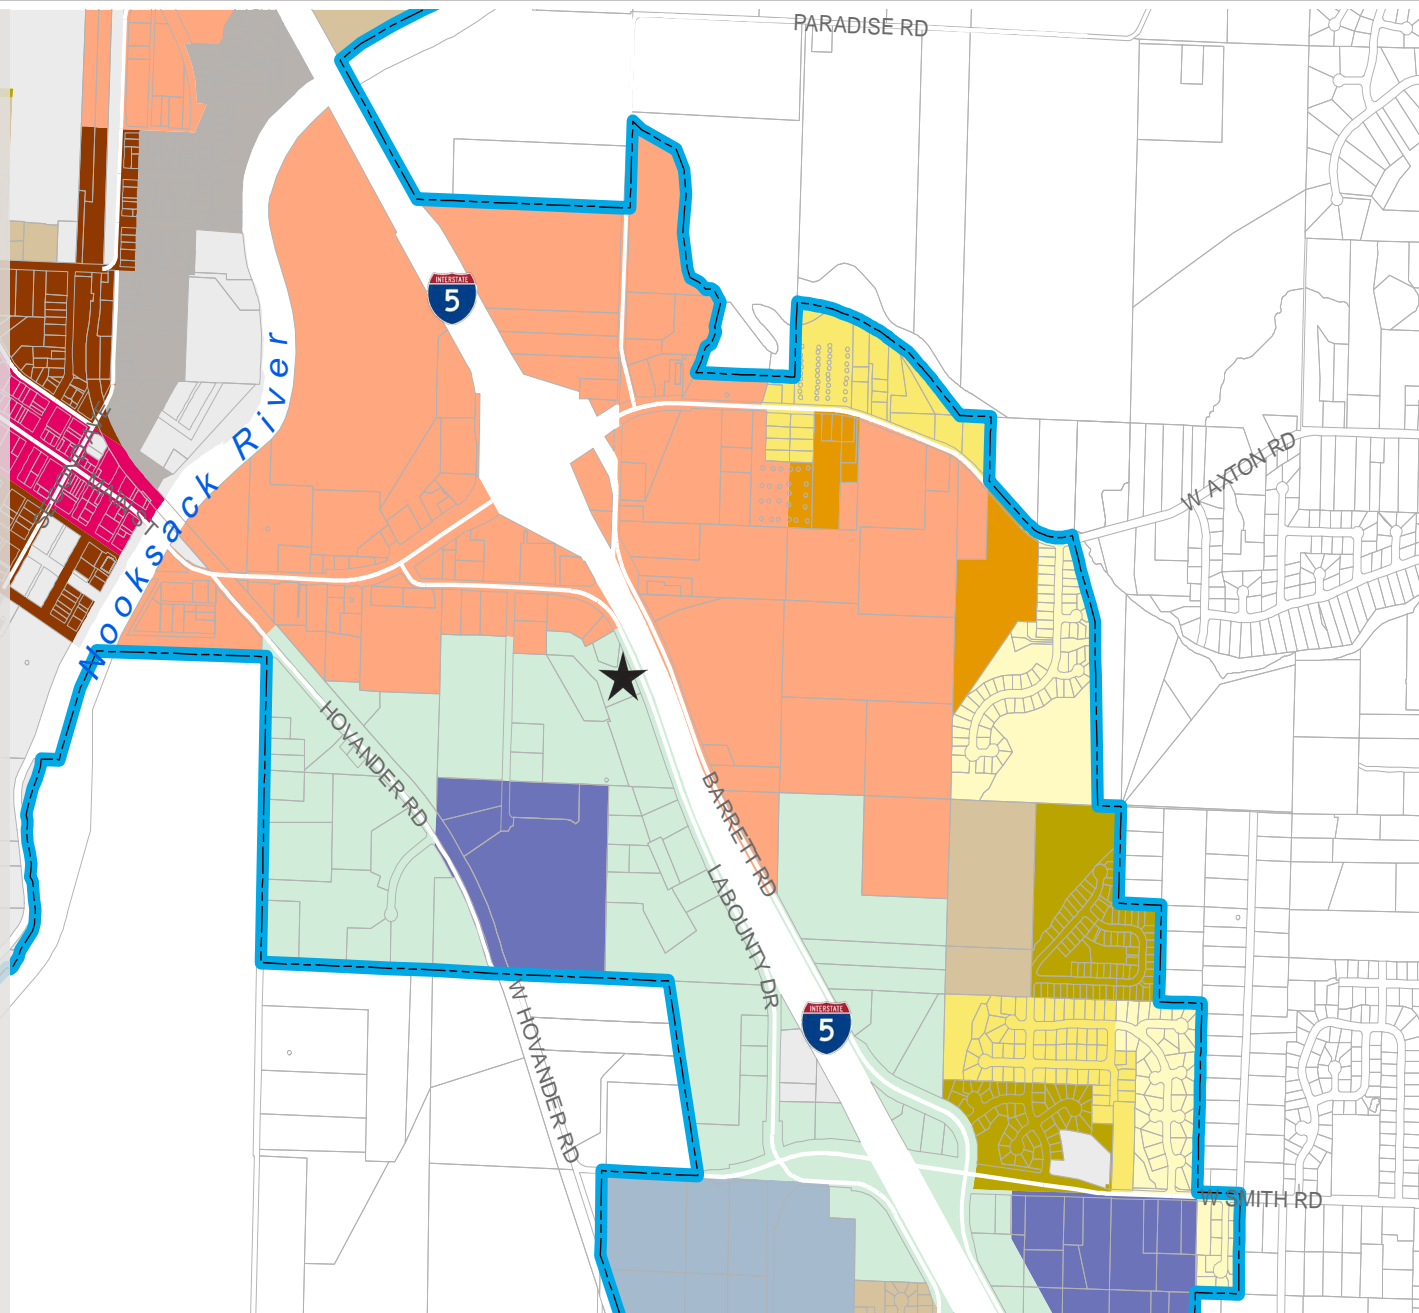 PARADISE RD
INTERSTATE
5
Nooksack River
W AXTON RD
HOVANDER RD
BARRETT RD
LABOUNTY DR
W HOVANDER RD
INTERSTATE
5
W SMITH RD